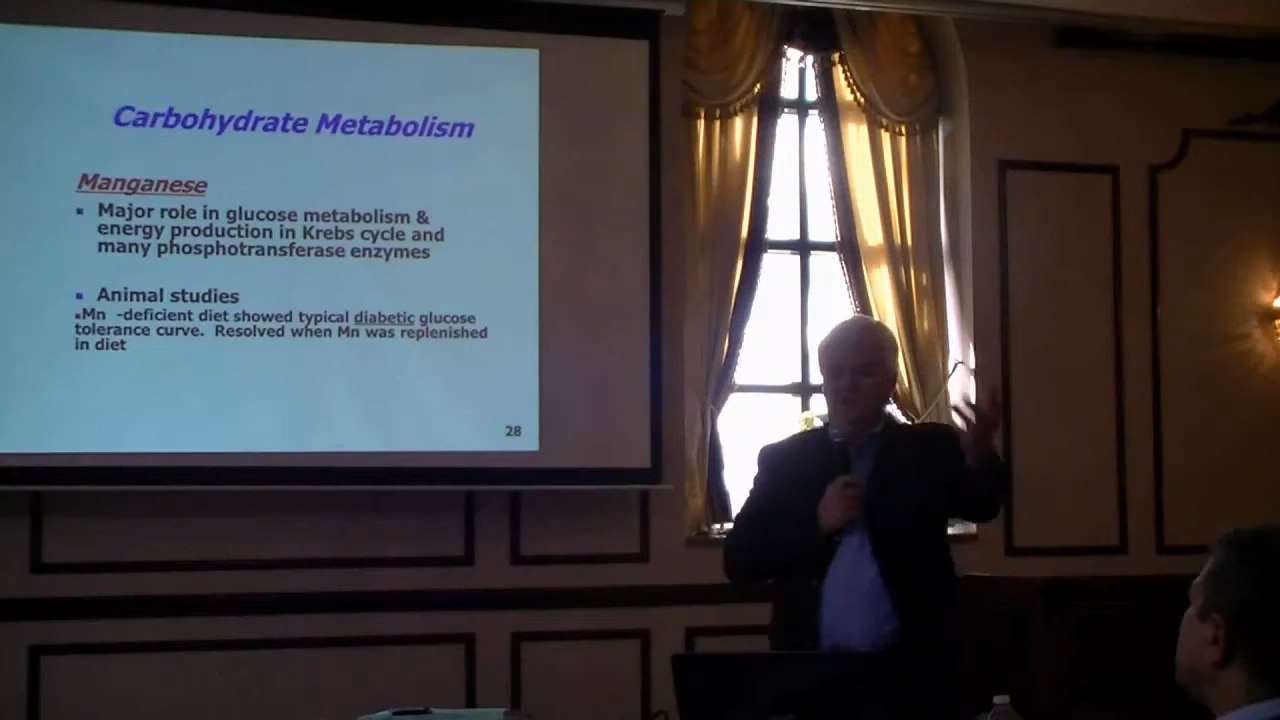 Carbohydrate Metabolism
Manganese
▪ Major role in glucose metabolism &
energy production in Krebs cycle and
many phosphotransferase enzymes
▪ Animal studies
▪Mn -deficient diet showed typical diabetic glucose
tolerance curve. Resolved when Mn was replenished
in diet
28